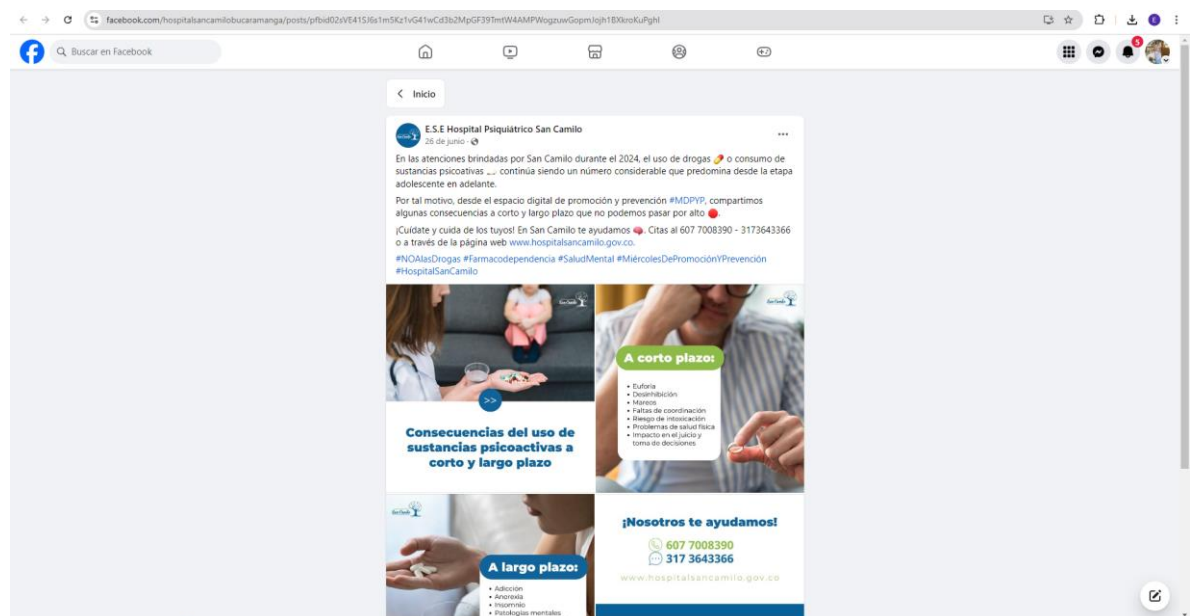 facebook.com/hospitalsancamilobucaramanga/posts/
Buscar en Facebook
5
E
Inicio
E.S.E Hospital Psiquiátrico San Camilo
26 de junio
En las atenciones brindadas por San Camilo durante el 2024, el uso de drogas 💊 o consumo de
sustancias psicoativas 🚬 continúa siendo un número considerable que predomina desde la etapa
adolescente en adelante.
Por tal motivo, desde el espacio digital de promoción y prevención #MDPYP, compartimos
algunas consecuencias a corto y largo plazo que no podemos pasar por alto 🛑.
¡Cuídate y cuida de los tuyos! En San Camilo te ayudamos 🧠. Citas al 607 7008390 - 3173643366
o a través de la página web www.hospitalsancamilo.gov.co.
#NOAlasDrogas #Farmacodependencia #SaludMental #MiércolesDePromociónYPrevención
#HospitalSanCamilo
>>
Consecuencias del uso de
sustancias psicoactivas a
corto y largo plazo
A corto plazo:
• Euforia
• Desinhibición
• Mareos
• Faltas de coordinación
• Riesgo de intoxicación
• Problemas de salud física
• Impacto en el juicio y
toma de decisiones
A largo plazo:
• Adicción
• Anorexia
• Insomnio
• Patologías mentales
¡Nosotros te ayudamos!
607 7008390
317 3643366
www.hospitalsancamilo.gov.co